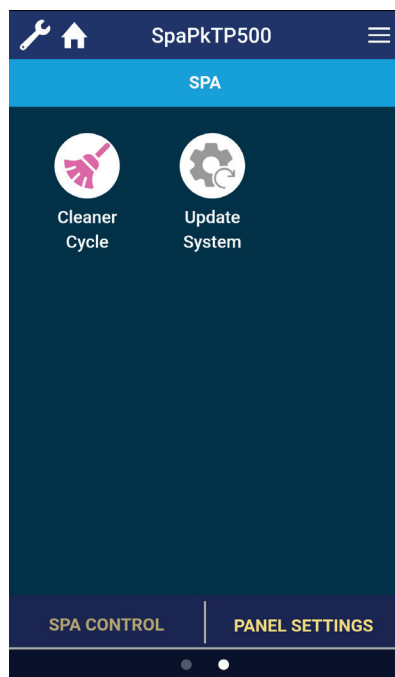 SpaPkTP500
SPA
Cleaner
Cycle
Update
System
SPA CONTROL
PANEL SETTINGS